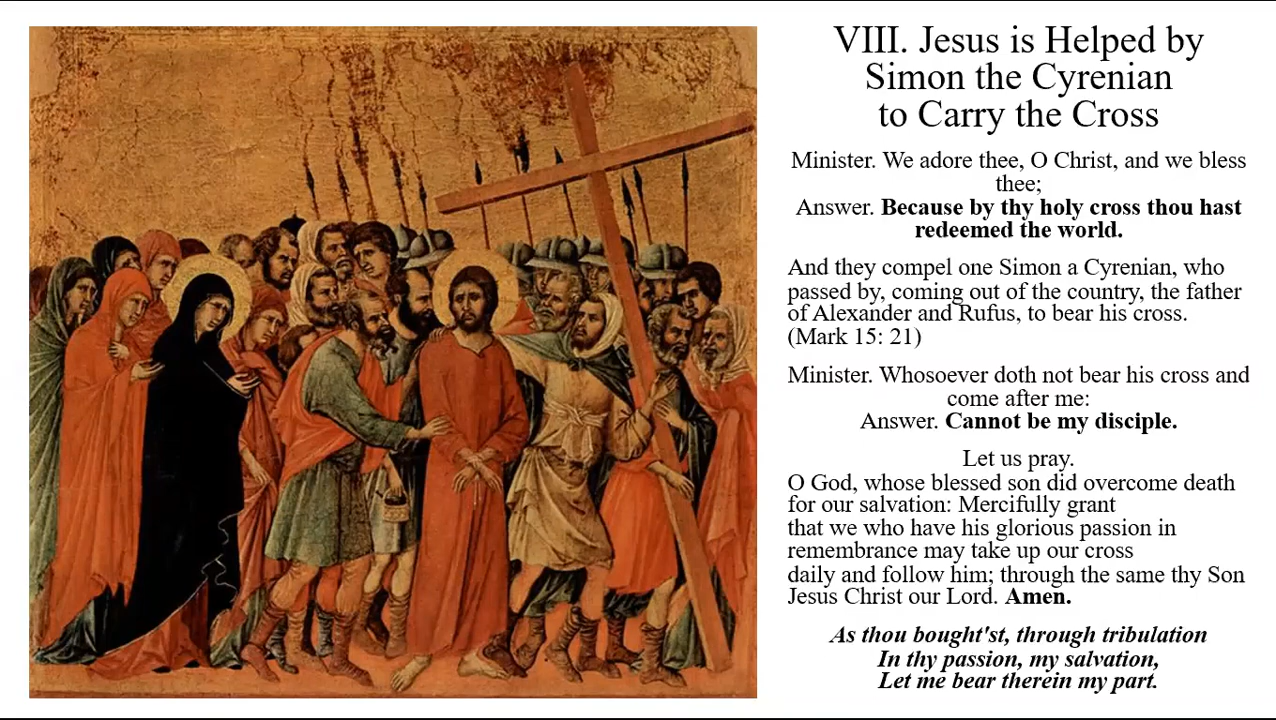 VIII. Jesus is Helped by
Simon the Cyrenian
to Carry the Cross
Minister. We adore thee, O Christ, and we bless
thee;
Answer. Because by thy holy cross thou hast
redeemed the world.
And they compel one Simon a Cyrenian, who
passed by, coming out of the country, the father
of Alexander and Rufus, to bear his cross.
(Mark 15: 21)
Minister. Whosoever doth not bear his cross and
come after me:
Answer. Cannot be my disciple.
Let us pray.
O God, whose blessed son did overcome death
for our salvation: Mercifully grant
that we who have his glorious passion in
remembrance may take up our cross
daily and follow him; through the same thy Son
Jesus Christ our Lord. Amen.
As thou bought'st, through tribulation
In thy passion, my salvation,
Let me bear therein my part.